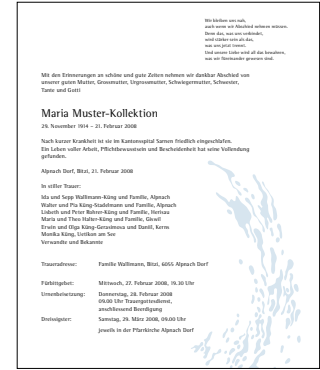 Wir bleiben uns nah,
auch wenn wir Abschied nehmen müssen.
Denn das, was uns verbindet,
wird stärker sein als das,
was uns jetzt trennt.
Und unsere Liebe wird all das bewahren,
was wir füreinander gewesen sind.
Mit den Erinnerungen an schöne und gute Zeiten nehmen wir dankbar Abschied von
unserer guten Mutter, Grossmutter, Urgrossmutter, Schwiegermutter, Schwester,
Tante und Gotti
Maria Muster-Kollektion
29. November 1914 – 21. Februar 2008
Nach kurzer Krankheit ist sie im Kantonsspital Sarnen friedlich eingeschlafen.
Ein Leben voller Arbeit, Pflichtbewusstsein und Bescheidenheit hat seine Vollendung
gefunden.
Alpnach Dorf, Bitzi, 21. Februar 2008
In stiller Trauer:
Ida und Sepp Wallimann-Küng und Familie, Alpnach
Walter und Pia Küng-Stadelmann und Familie, Alpnach
Lisbeth und Peter Rohrer-Küng und Familie, Herisau
Maria und Theo Halter-Küng und Familie, Giswil
Erwin und Olga Küng-Gerasimova und Daniil, Kerns
Monika Küng, Uetikon am See
Verwandte und Bekannte
Traueradresse: Familie Wallimann, Bitzi, 6055 Alpnach Dorf
Fürbittgebet: Mittwoch, 27. Februar 2008, 19.30 Uhr
Urnenbeisetzung: Donnerstag, 28. Februar 2008
09.00 Uhr Trauergottesdienst,
anschliessend Beerdigung
Dreissigster: Samstag, 29. März 2008, 09.00 Uhr
jeweils in der Pfarrkirche Alpnach Dorf